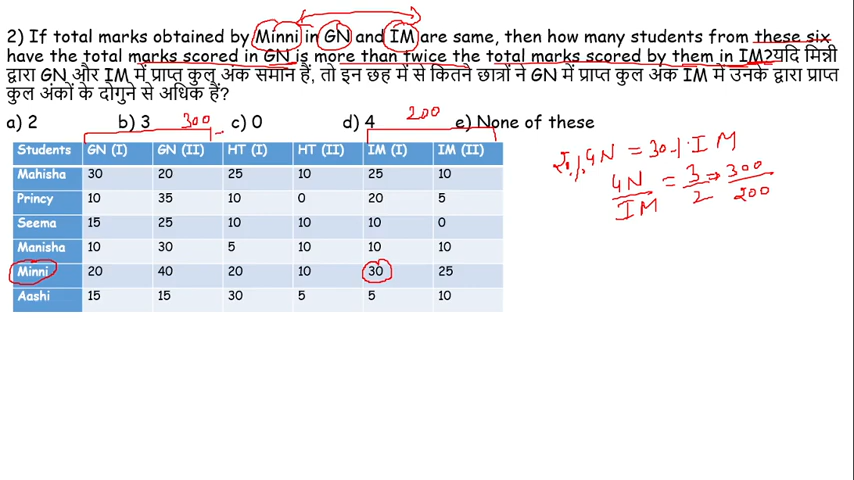 2) If total marks obtained by Minni in GN and IM are same, then how many students from these six
have the total marks scored in GN is more than twice the total marks scored by them in IM2यदि मिन्नी
द्वारा GN और IM में प्राप्त कुल अंक समान हैं, तो इन छह में से कितने छात्रों ने GN में प्राप्त कुल अंक IM में उनके द्वारा प्राप्त
कुल अंकों के दोगुने से अधिक हैं?
a) 2 b) 3 c) 0 d) 4 e) None of these
300 200
Students GN (I) GN (II) HT (I) HT (II) IM (I) IM (II)
Mahisha 30 20 25 10 25 10
Princy 10 35 10 0 20 5
Seema 15 25 10 10 10 0
Manisha 10 30 5 10 10 10
Minni 20 40 20 10 30 25
Aashi 15 15 30 5 5 10
GN = 30% IM
GN/IM = 3/2 → 300/200